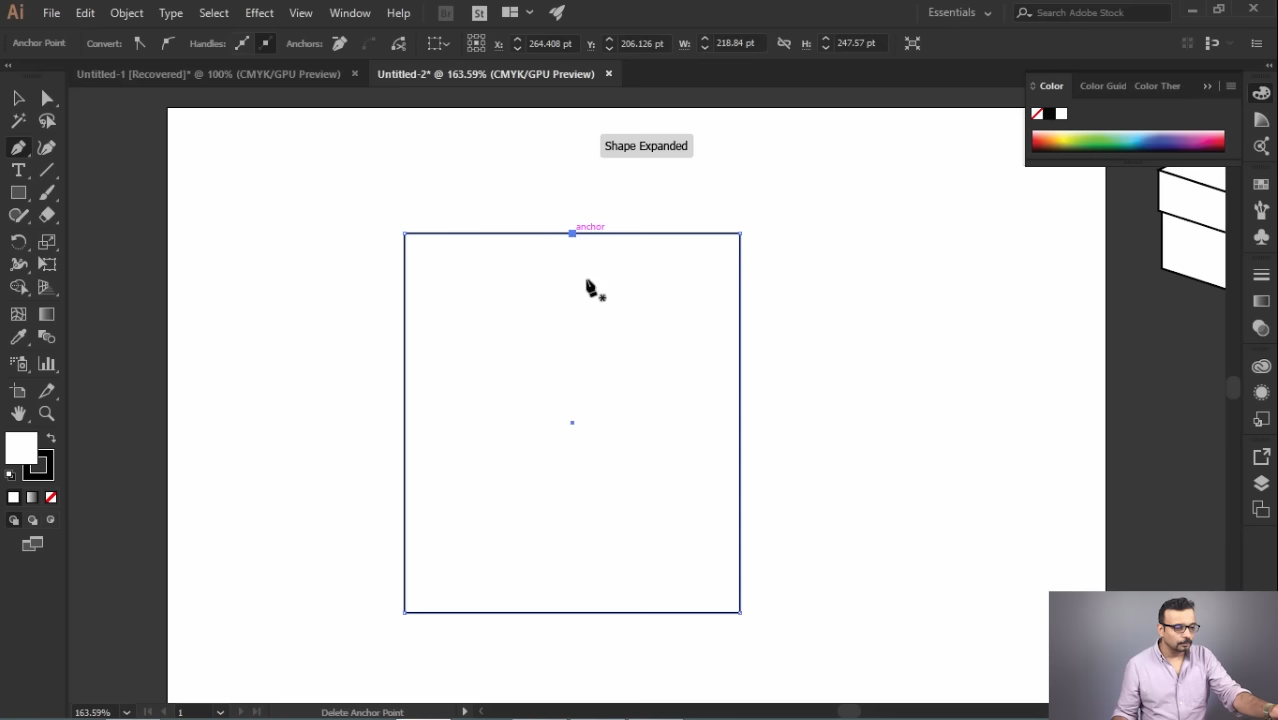 Ai File Edit Object Type Select Effect View Window Help Br St Essentials Search Adobe Stock
Anchor Point Convert: Handles: Anchors: X: 264.408 pt Y: 206.126 pt W: 218.84 pt H: 247.57 pt
Untitled-1 [Recovered]* @ 100% (CMYK/GPU Preview) × Untitled-2* @ 163.59% (CMYK/GPU Preview) ×
Color Color Guid Color Ther
Shape Expanded
anchor
163.59% 1 Delete Anchor Point